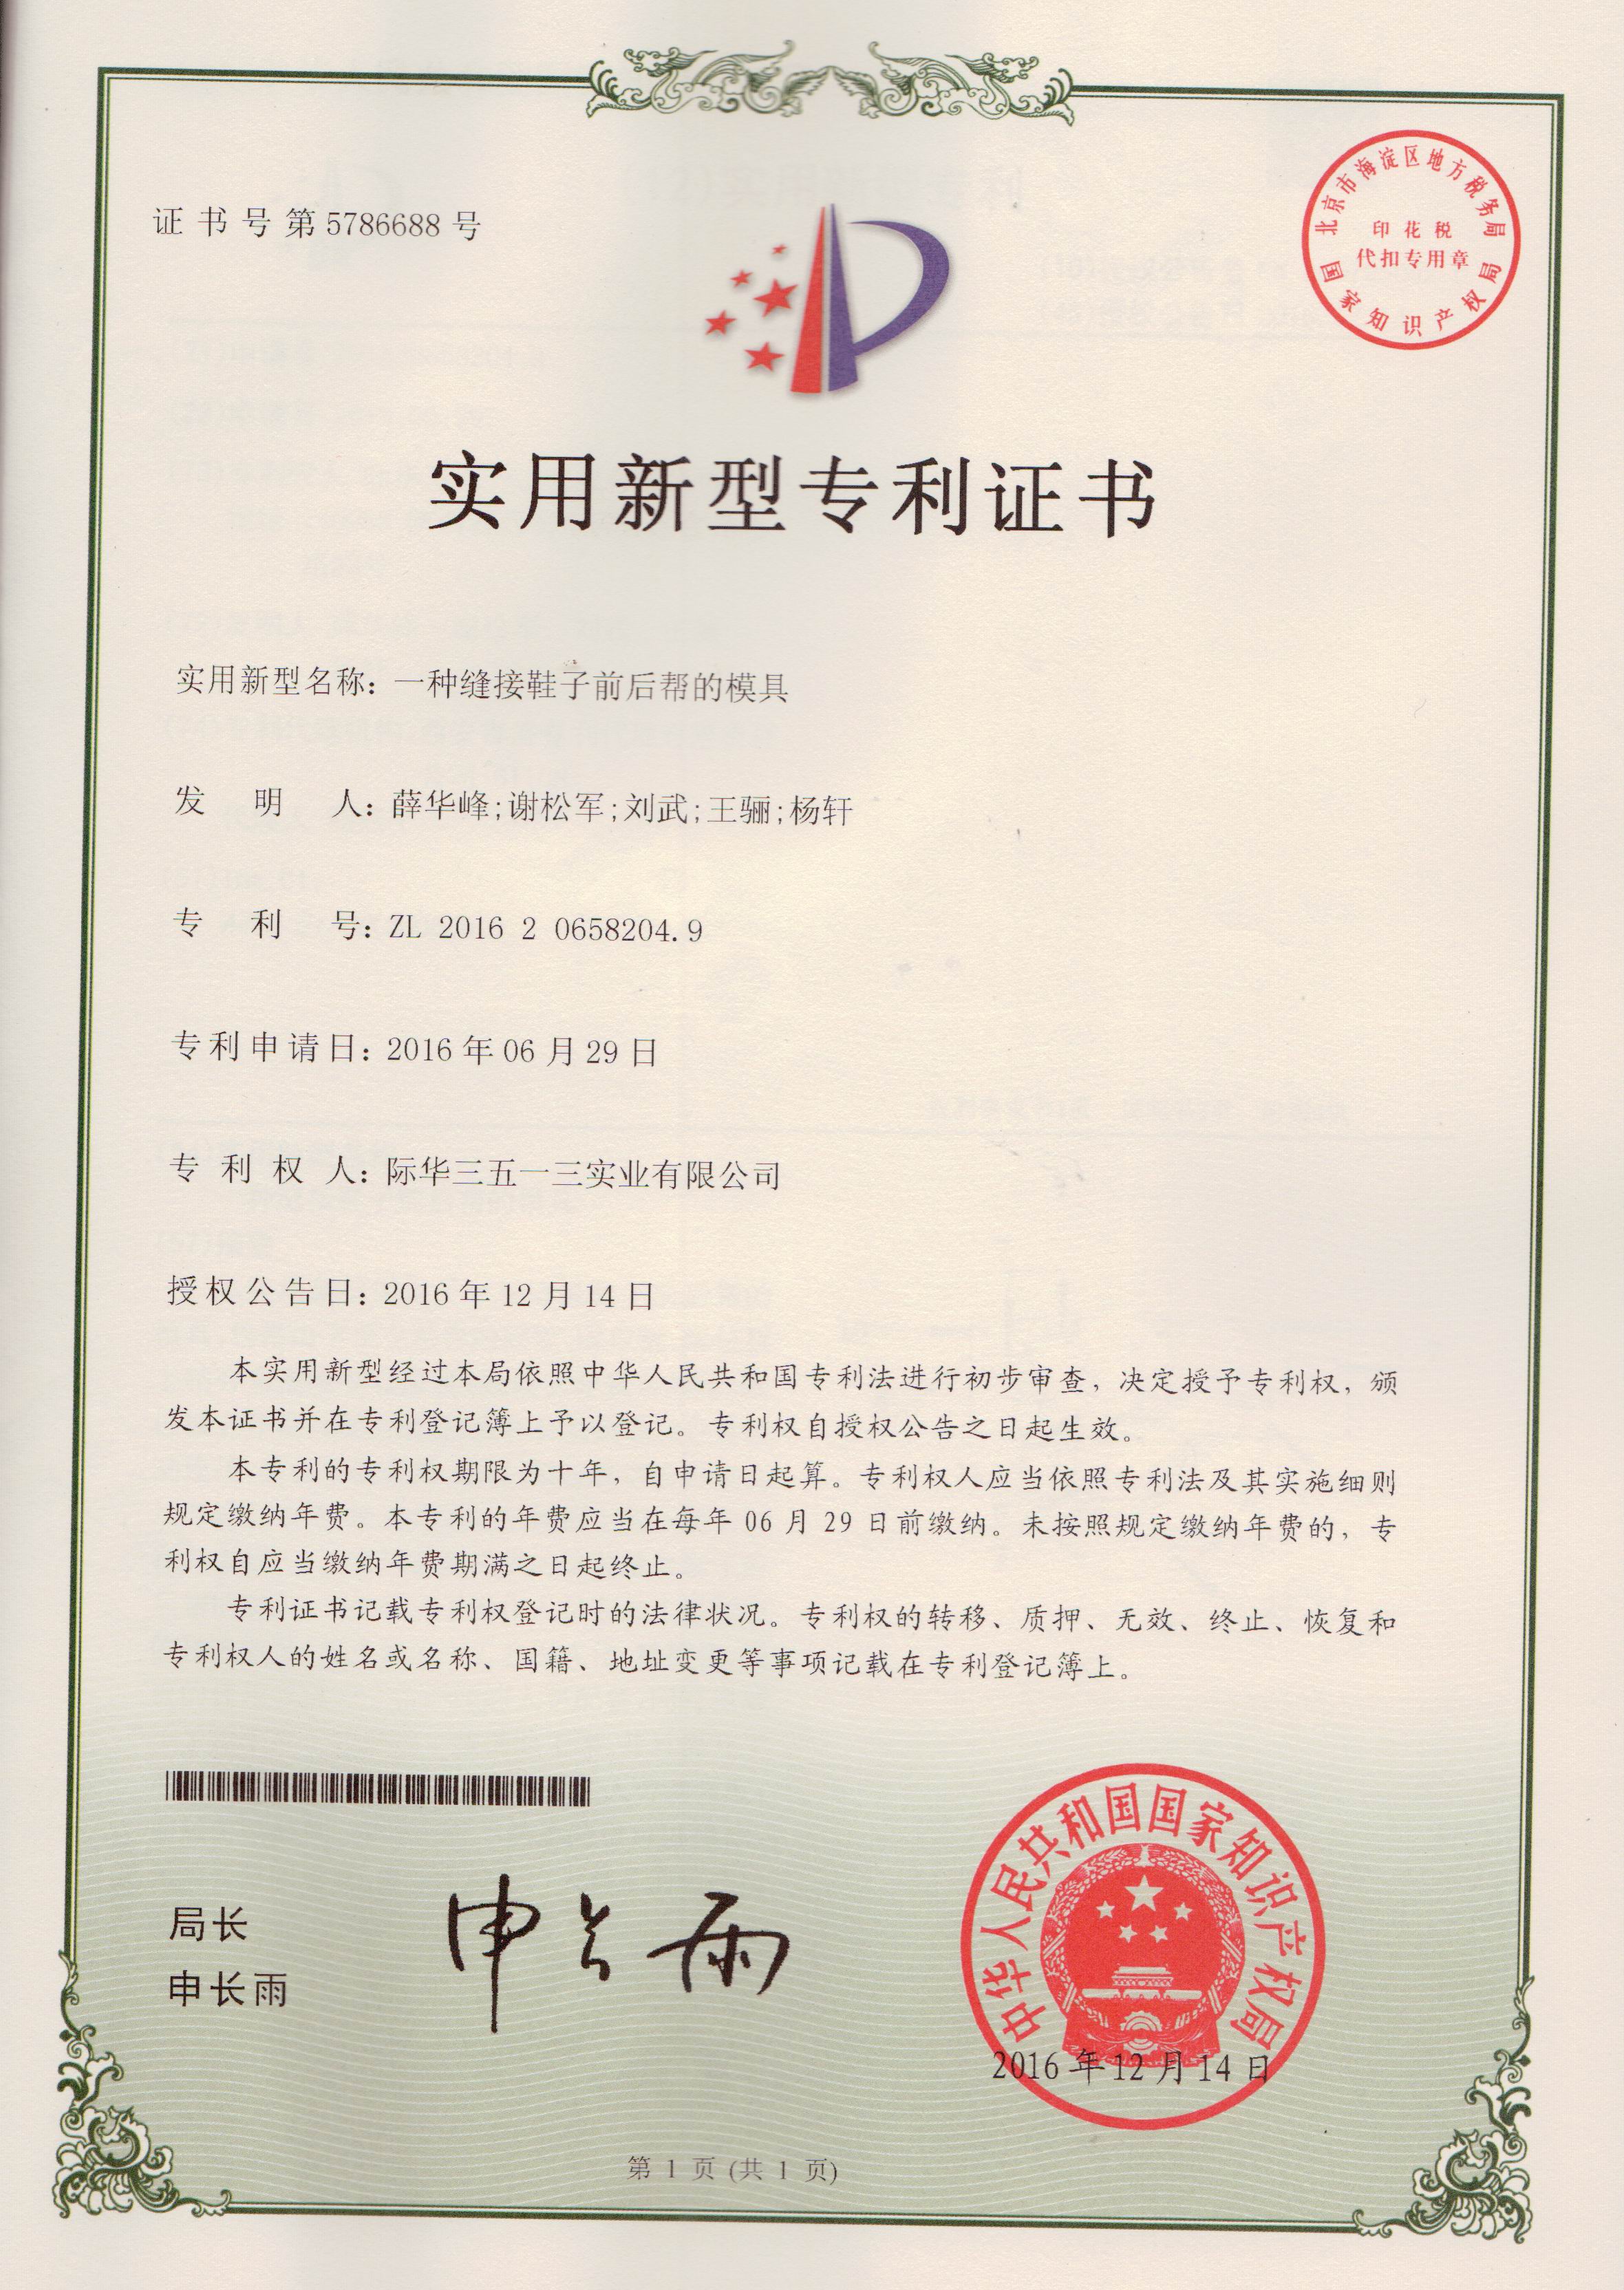 证书号第5786688号
北京市海淀区地方税务局
印花税
代扣专用章
国家知识产权局
实用新型专利证书
实用新型名称：一种缝接鞋子前后帮的模具
发明人：薛华峰;谢松军;刘武;王骊;杨轩
专利号：ZL 2016 2 0658204.9
专利申请日：2016年06月29日
专利权人：际华三五一三实业有限公司
授权公告日：2016年12月14日
本实用新型经过本局依照中华人民共和国专利法进行初步审查，决定授予专利权，颁
发本证书并在专利登记簿上予以登记。专利权自授权公告之日起生效。
本专利的专利权期限为十年，自申请日起算。专利权人应当依照专利法及其实施细则
规定缴纳年费。本专利的年费应当在每年06月29日前缴纳。未按照规定缴纳年费的，专
利权自应当缴纳年费期满之日起终止。
专利证书记载专利权登记时的法律状况。专利权的转移、质押、无效、终止、恢复和
专利权人的姓名或名称、国籍、地址变更等事项记载在专利登记簿上。
局长
申长雨
申长雨
中华人民共和国国家知识产权局
2016年12月14日
第1页(共1页)